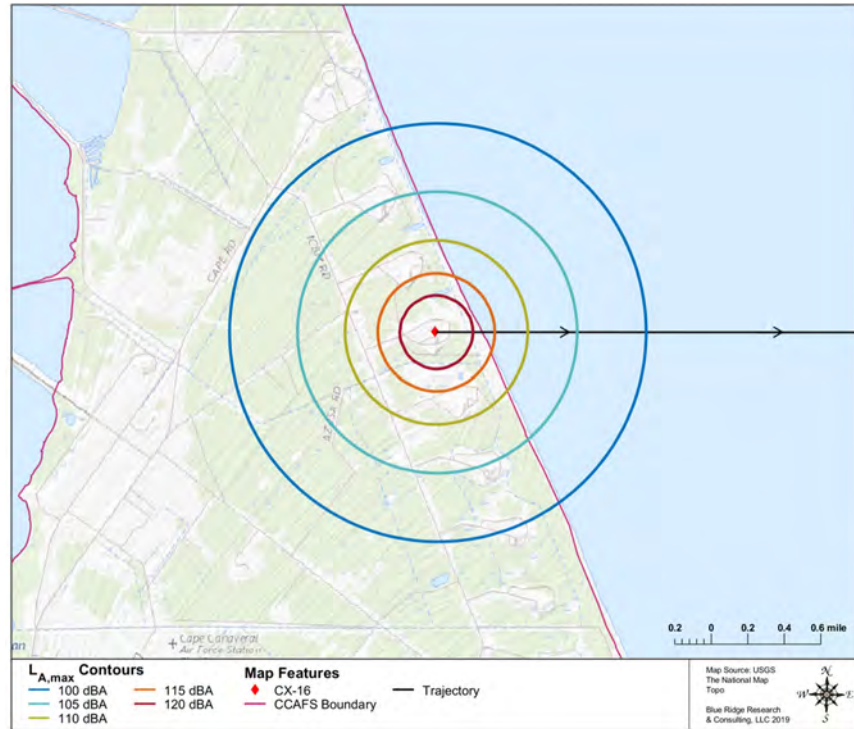 CAPE RD
ICBM RD
AZUSA RD
Cape Canaveral
Air Force Station
an
0.2 0 0.2 0.4 0.6 mile
LA,max Contours
100 dBA
105 dBA
110 dBA
115 dBA
120 dBA
Map Features
CX-16
CCAFS Boundary
Trajectory
Map Source: USGS
The National Map
Topo
Blue Ridge Research
& Consulting, LLC 2019
N
W E
S